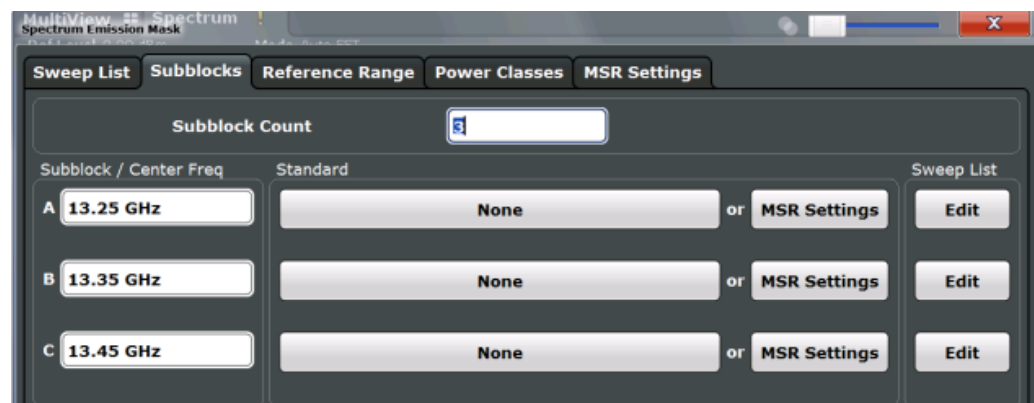 MultiView Spectrum !
Spectrum Emission Mask
X
Sweep List Subblocks Reference Range Power Classes MSR Settings
Subblock Count 3
Subblock / Center Freq Standard Sweep List
A 13.25 GHz None or MSR Settings Edit
B 13.35 GHz None or MSR Settings Edit
C 13.45 GHz None or MSR Settings Edit